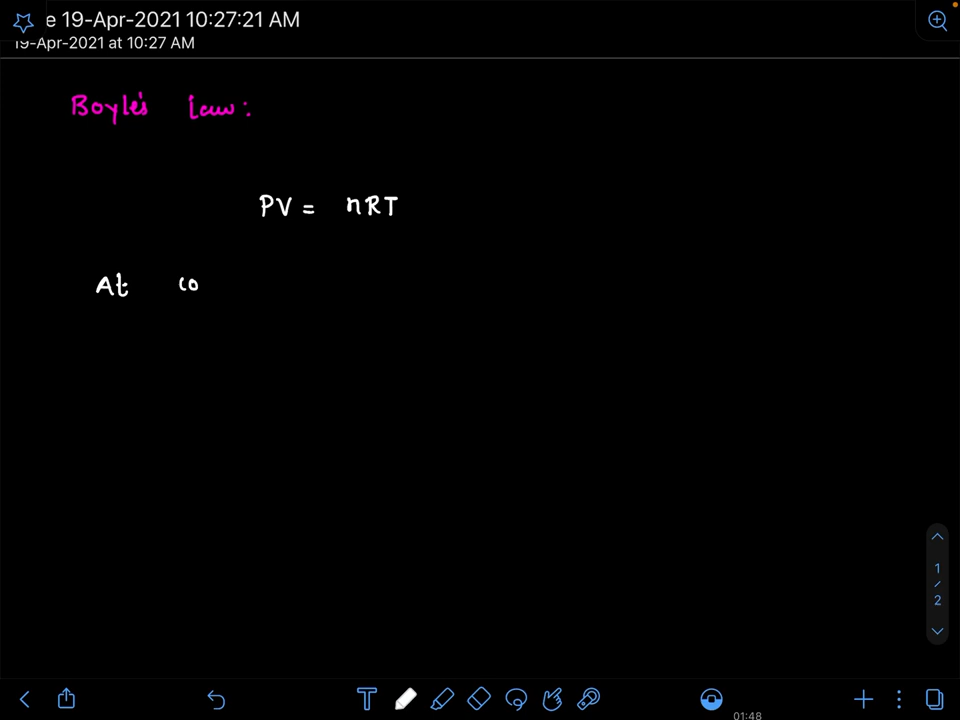 e 19-Apr-2021 10:27:21 AM
19-Apr-2021 at 10:27 AM
Boyle's law:
PV = nRT
At co
1
/
2
T
01:48